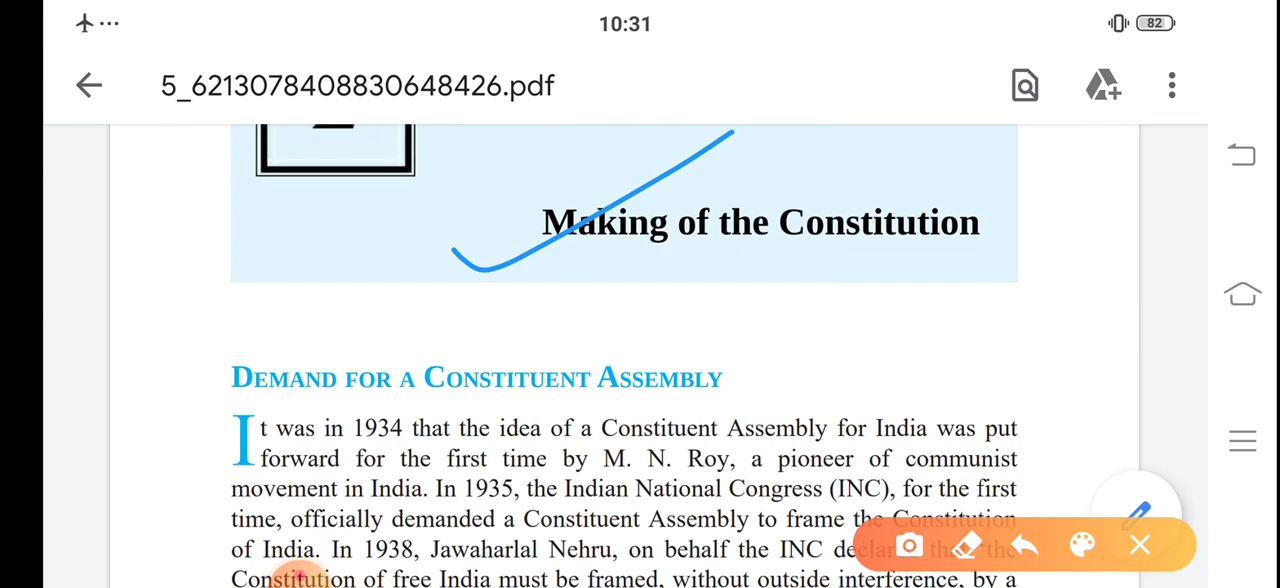 10:31
82
5_6213078408830648426.pdf
Making of the Constitution
DEMAND FOR A CONSTITUENT ASSEMBLY
It was in 1934 that the idea of a Constituent Assembly for India was put
forward for the first time by M. N. Roy, a pioneer of communist
movement in India. In 1935, the Indian National Congress (INC), for the first
time, officially demanded a Constituent Assembly to frame the Constitution
of India. In 1938, Jawaharlal Nehru, on behalf the INC declared that the
Constitution of free India must be framed, without outside interference, by a